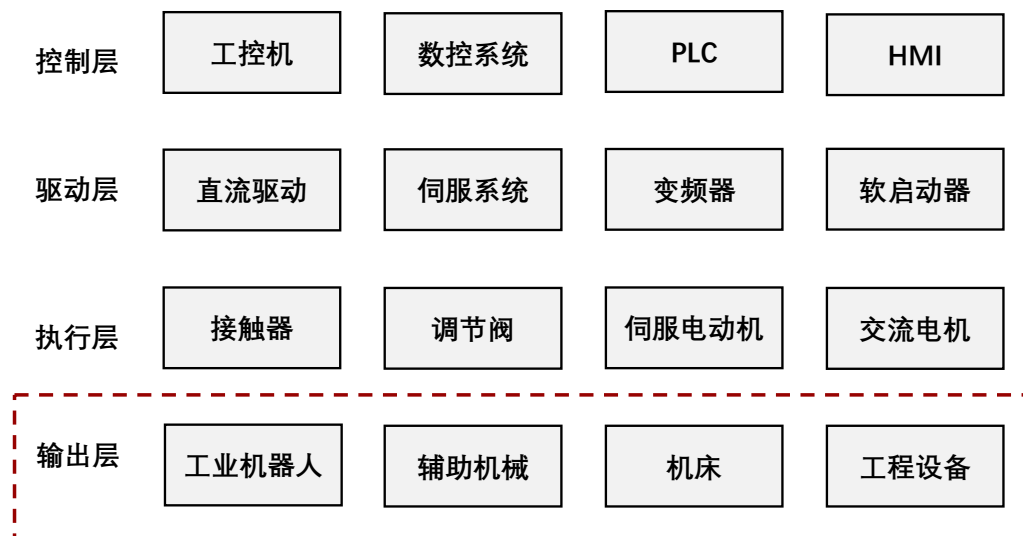 控制层
工控机
数控系统
PLC
HMI
驱动层
直流驱动
伺服系统
变频器
软启动器
执行层
接触器
调节阀
伺服电动机
交流电机
输出层
工业机器人
辅助机械
机床
工程设备